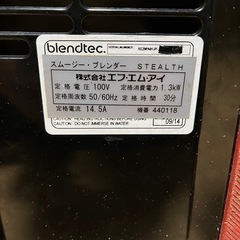 blendtec.
スムージー・ブレンダー STEALTH
株式会社エフ・エム・アイ
定格電圧 100V 定格消費電力 1.3kW
定格周波数 50/60Hz 定格時間 30分
定格電流 14.5A 機番 440118
09/14
CAUTION: DO NOT IMMERSE IN WATER